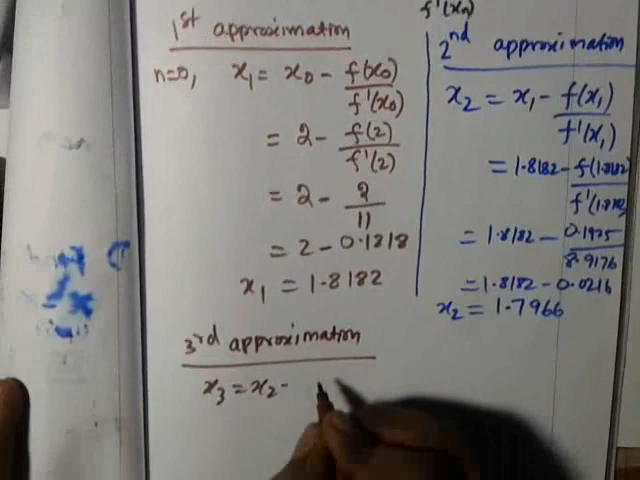 f'(xn)
1st approximation
n=0, x1 = x0 - f(x0)/f'(x0)
= 2 - f(2)/f'(2)
= 2 - 2/11
= 2 - 0.1818
x1 = 1.8182
2nd approximation
x2 = x1 - f(x1)/f'(x1)
= 1.8182 - f(1.8182)/f'(1.8182)
= 1.8182 - 0.1925/8.9176
= 1.8182 - 0.0216
x2 = 1.7966
3rd approximation
x3 = x2 -